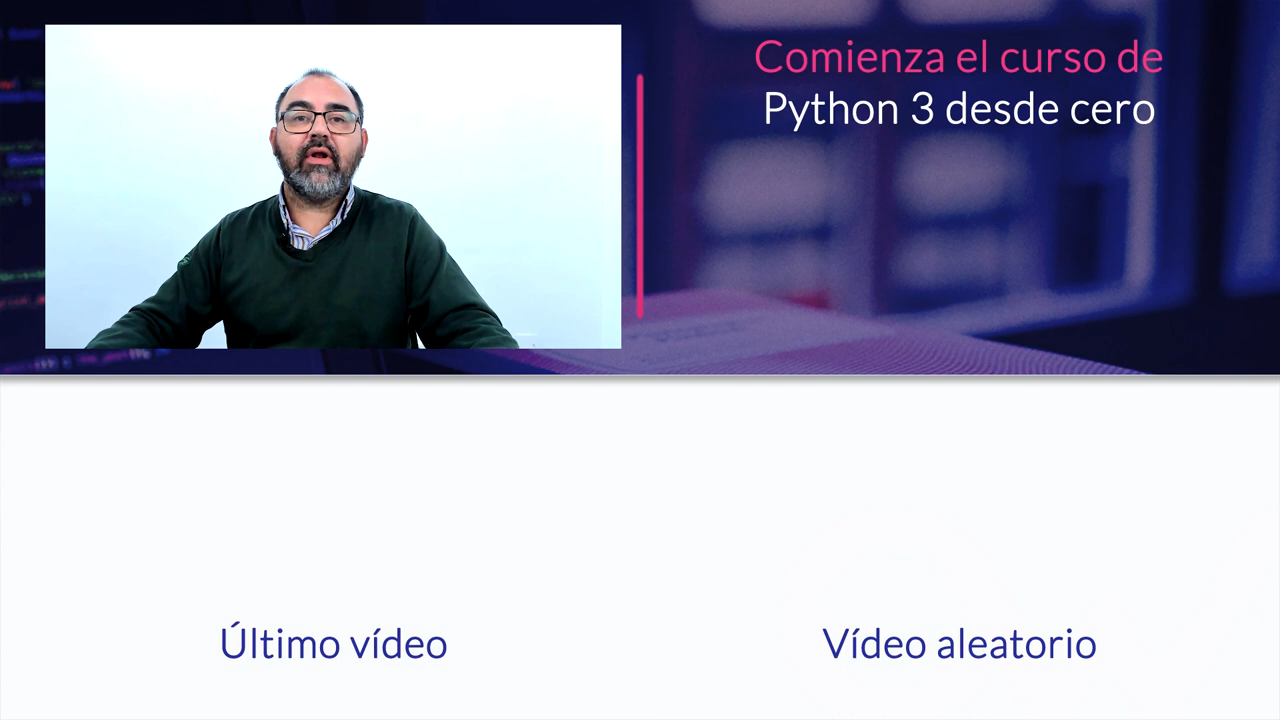 Comienza el curso de
Python 3 desde cero
Último vídeo
Vídeo aleatorio